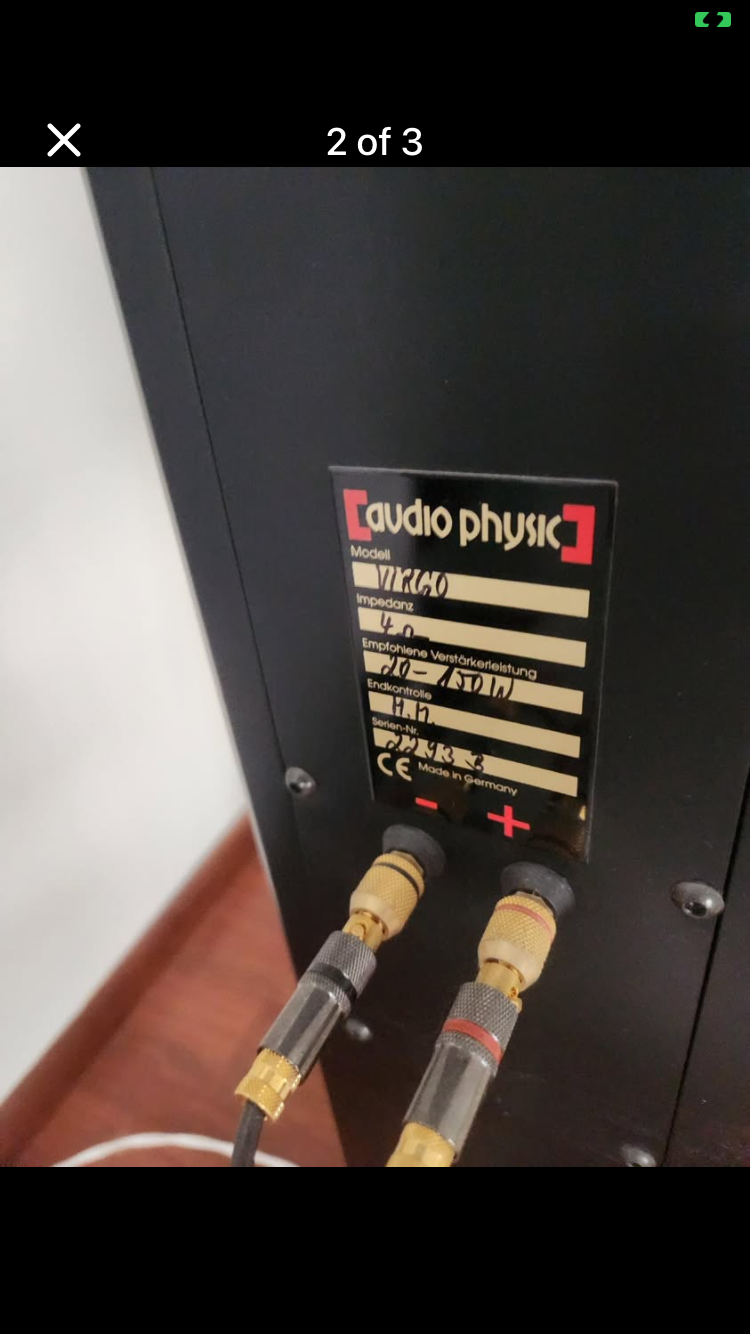 2 of 3
[audio physic]
Modell
VIRGO
Impedanz
4 Ω
Empfohlene Verstärkerleistung
20-150W
Endkontrolle
Serien-Nr.
CE Made in Germany
- +